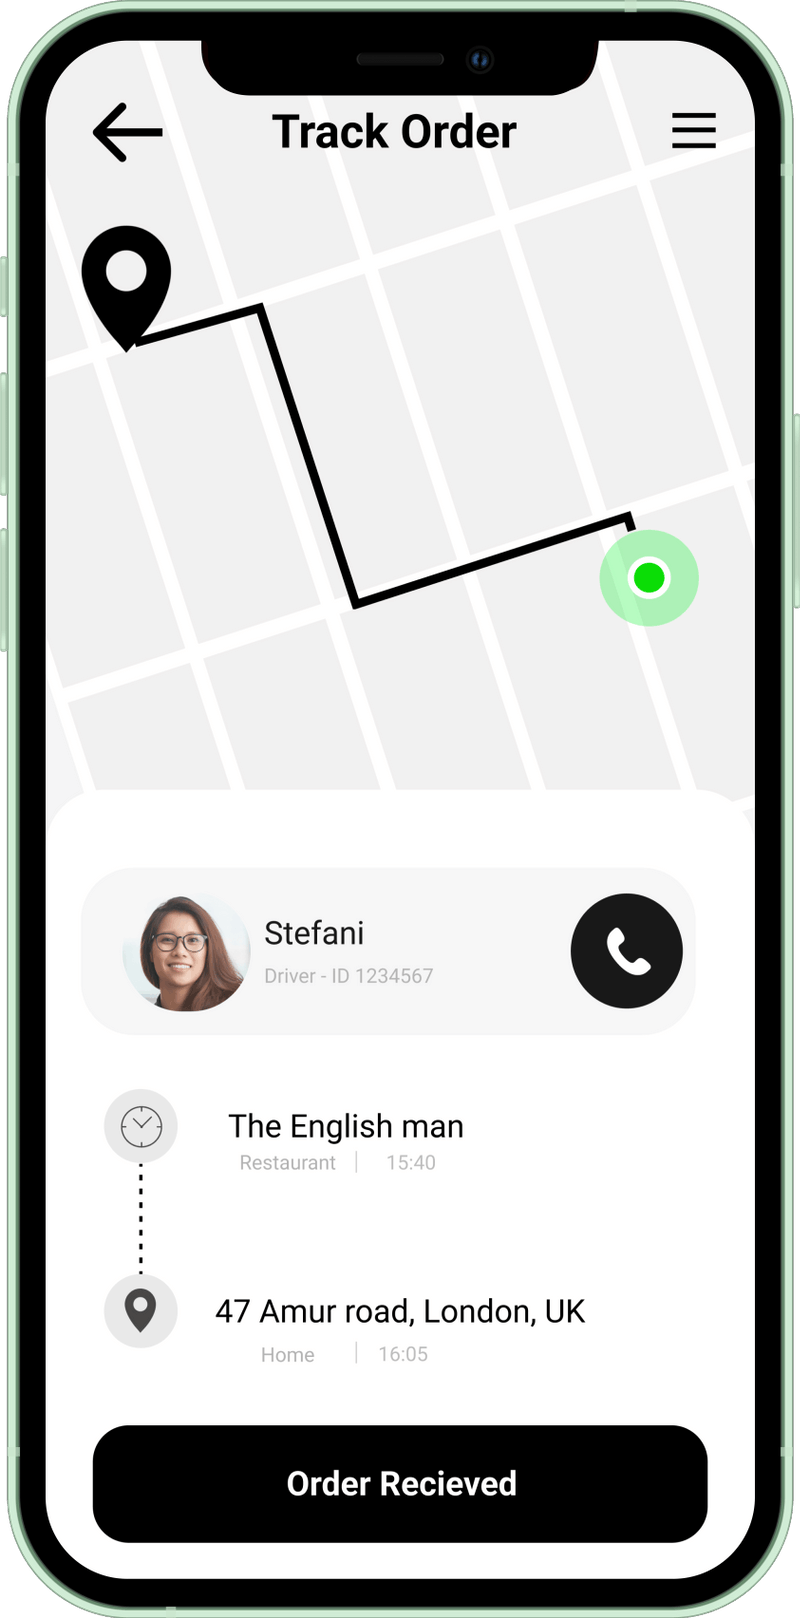 Track Order
Stefani
Driver - ID 1234567
The English man
Restaurant | 15:40
47 Amur road, London, UK
Home | 16:05
Order Recieved